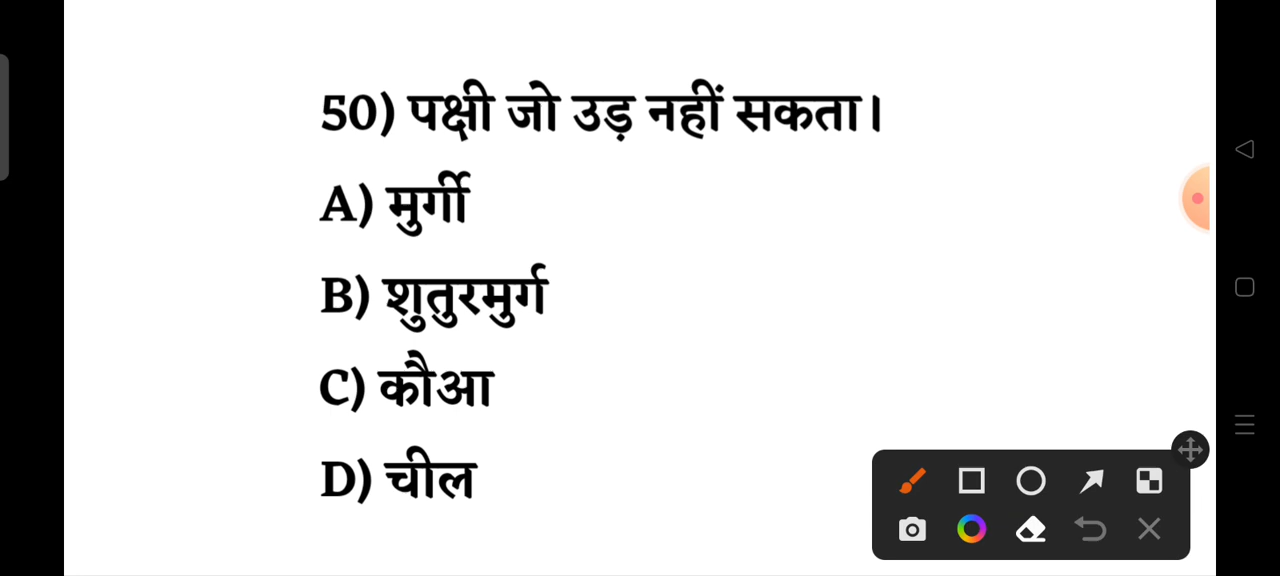 50) पक्षी जो उड़ नहीं सकता।
A) मुर्गी
B) शुतुरमुर्ग
C) कौआ
D) चील